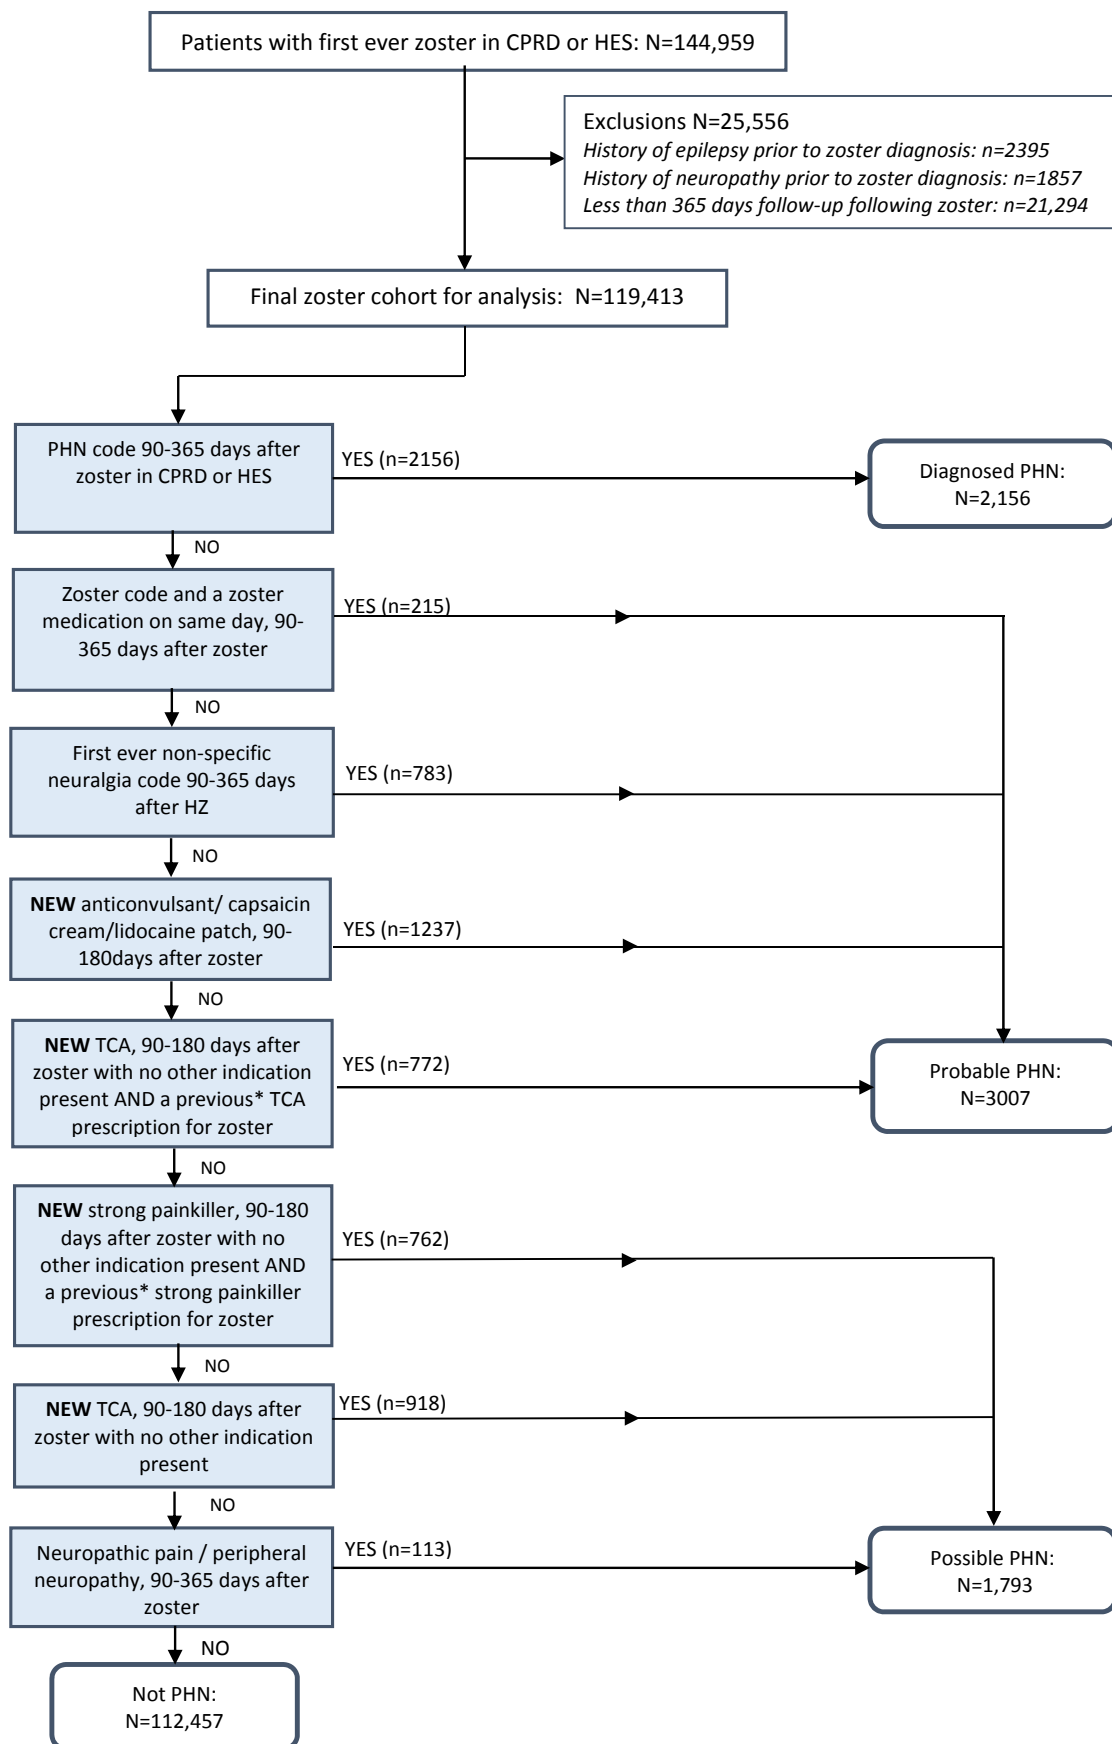 Patients with first ever zoster in CPRD or HES: N=144,959
Exclusions N=25,556
History of epilepsy prior to zoster diagnosis: n=2395
History of neuropathy prior to zoster diagnosis: n=1857
Less than 365 days follow-up following zoster: n=21,294
Final zoster cohort for analysis: N=119,413
PHN code 90-365 days after
zoster in CPRD or HES
YES (n=2156)
Diagnosed PHN:
N=2,156
NO
Zoster code and a zoster
medication on same day, 90-
365 days after zoster
YES (n=215)
NO
First ever non-specific
neuralgia code 90-365 days
after HZ
YES (n=783)
NO
NEW anticonvulsant/ capsaicin
cream/lidocaine patch, 90-
180days after zoster
YES (n=1237)
NO
NEW TCA, 90-180 days after
zoster with no other indication
present AND a previous* TCA
prescription for zoster
YES (n=772)
Probable PHN:
N=3007
NO
NEW strong painkiller, 90-180
days after zoster with no
other indication present AND
a previous* strong painkiller
prescription for zoster
YES (n=762)
NO
NEW TCA, 90-180 days after
zoster with no other indication
present
YES (n=918)
NO
Neuropathic pain / peripheral
neuropathy, 90-365 days after
zoster
YES (n=113)
Possible PHN:
N=1,793
NO
Not PHN:
N=112,457